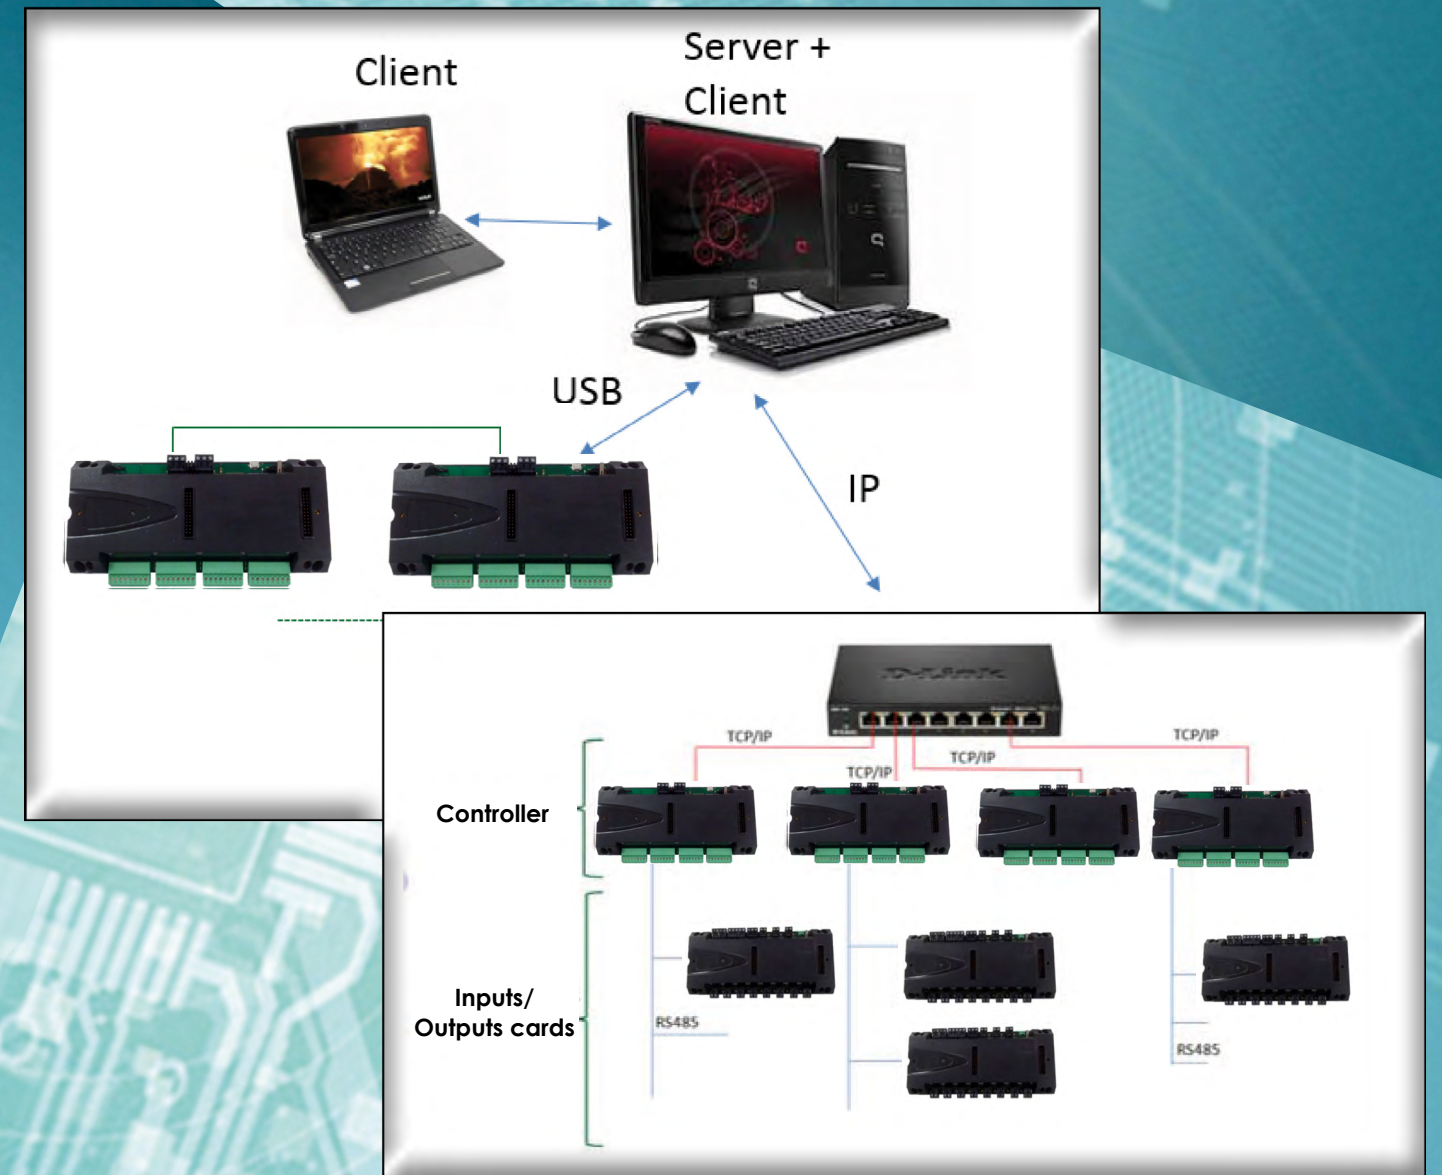 Client
Server +
Client
USB
IP
D-Link
TCP/IP
TCP/IP
TCP/IP
TCP/IP
Controller
Inputs/
Outputs cards
RS485
RS485